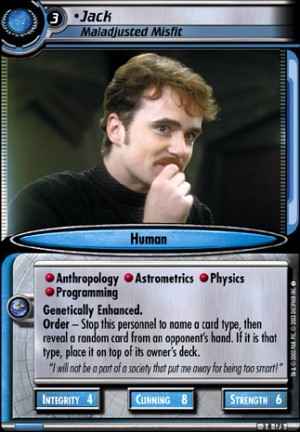 3 •Jack
Maladjusted Misfit
Human
Anthropology Astrometrics Physics
Programming
Genetically Enhanced.
Order – Stop this personnel to name a card type, then
reveal a random card from an opponent's hand. If it is that
type, place it on top of its owner's deck.
"I will not be a part of a society that put me away for being too smart!"
INTEGRITY 4 CUNNING 8 STRENGTH 6